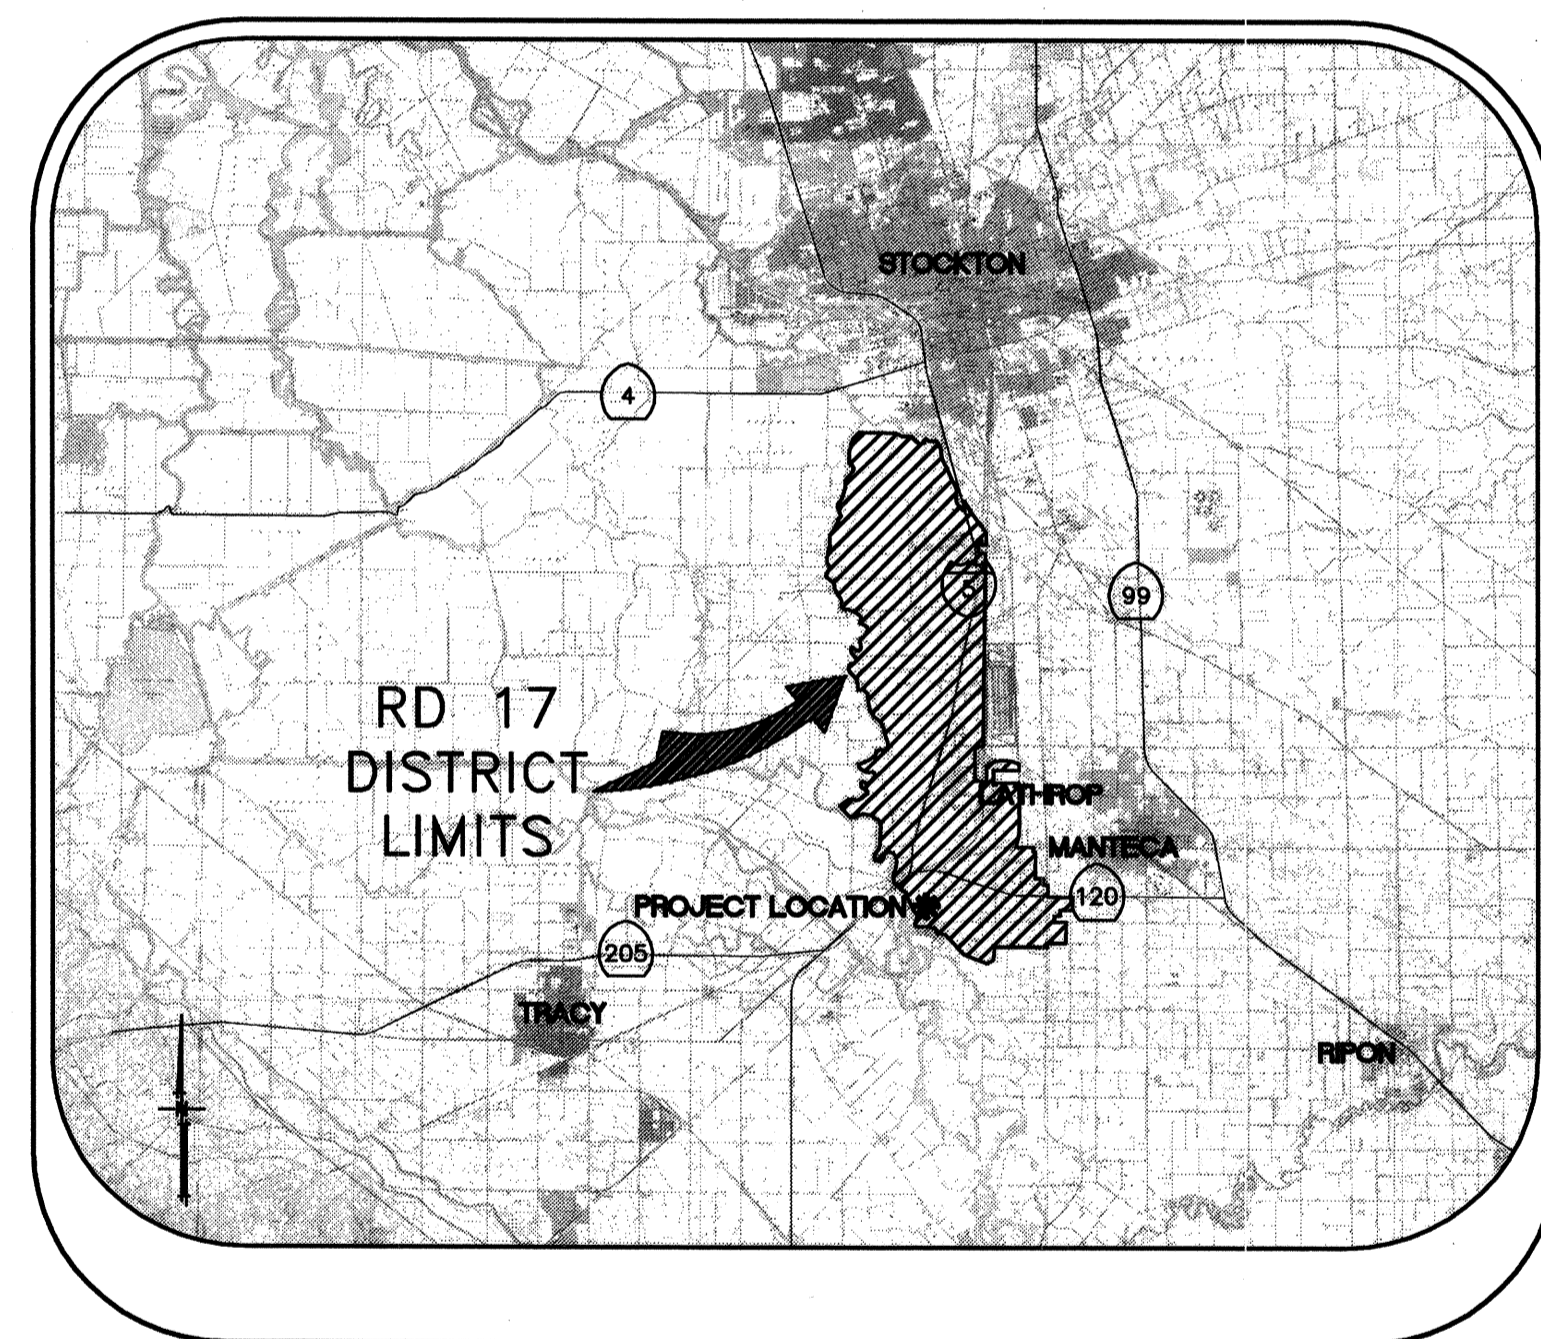 STOCKTON
4
5
99
RD 17
DISTRICT
LIMITS
LATHROP
MANTECA
120
PROJECT LOCATION
205
TRACY
RIPON